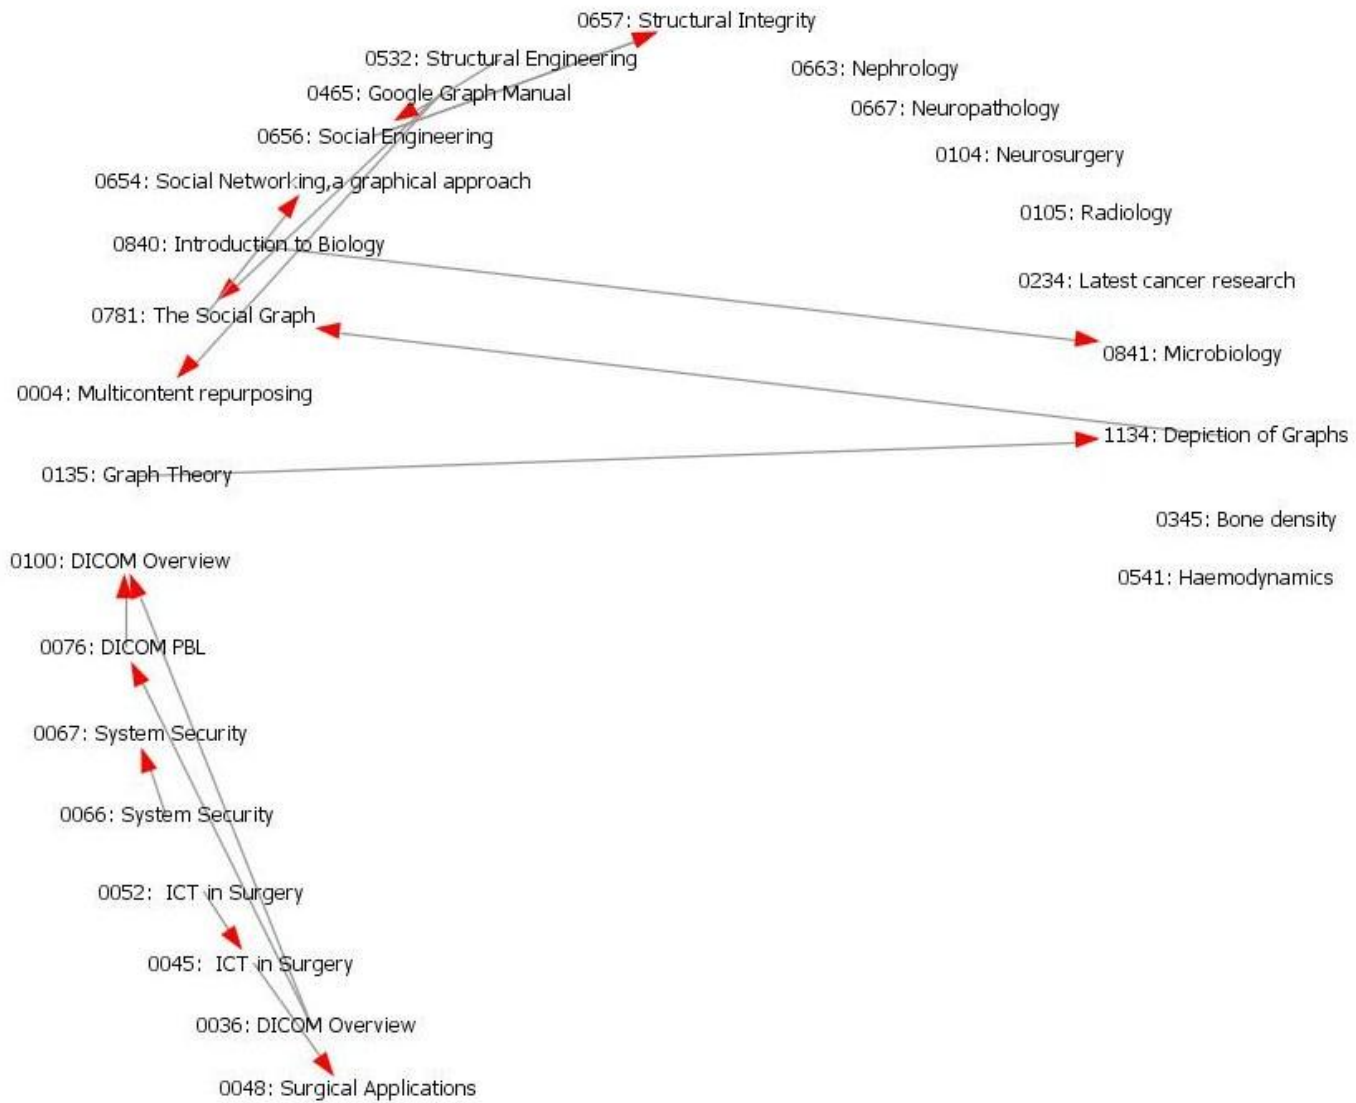 0657: Structural Integrity
0532: Structural Engineering
0663: Nephrology
0465: Google Graph Manual
0667: Neuropathology
0656: Social Engineering
0104: Neurosurgery
0654: Social Networking,a graphical approach
0105: Radiology
0840: Introduction to Biology
0234: Latest cancer research
0781: The Social Graph
0841: Microbiology
0004: Multicontent repurposing
1134: Depiction of Graphs
0135: Graph Theory
0345: Bone density
0100: DICOM Overview
0541: Haemodynamics
0076: DICOM PBL
0067: System Security
0066: System Security
0052:  ICT in Surgery
0045:  ICT in Surgery
0036: DICOM Overview
0048: Surgical Applications